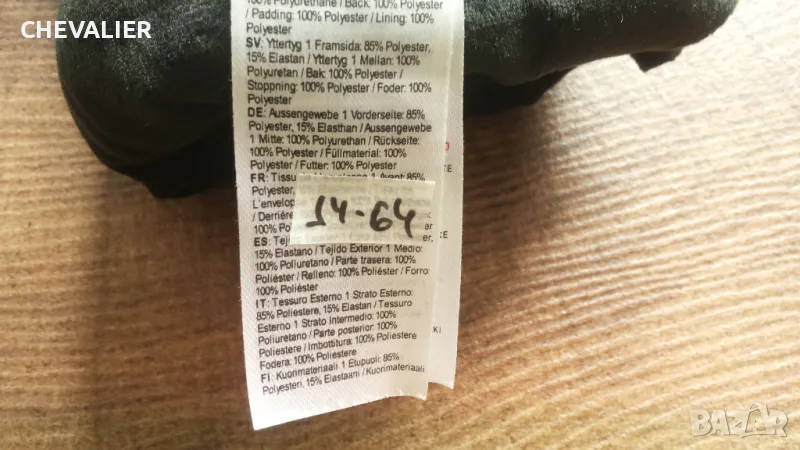 CHEVALIER
100% Polyurethane / Back: 100% Polyester
/ Padding: 100% Polyester / Lining: 100%
Polyester
SV: Yttertyg 1 Framsida: 85% Polyester,
15% Elastan / Yttertyg 1 Mellan: 100%
Polyuretan / Bak: 100% Polyester /
Stoppning: 100% Polyester / Foder: 100%
Polyester
DE: Aussengewebe 1 Vorderseite: 85%
Polyester, 15% Elasthan / Aussengewebe
1 Mitte: 100% Polyurethan / Rückseite:
100% Polyester / Füllmaterial: 100%
Polyester / Futter: 100% Polyester
FR: Tissu 1 Avant: 85%
Polyester,
L'envelop
/ Derrière
100% Po
14-64
ES: Teji
15% Elastano / Tejido Exterior 1 Medio:
100% Poliuretano / Parte trasera: 100%
Poliéster / Relleno: 100% Poliéster / Forro:
100% Poliéster
IT: Tessuro Esterno 1 Strato Esterno:
85% Poliestere, 15% Elastan / Tessuro
Esterno 1 Strato Intermedio: 100%
Poliuretano / Parte posterior: 100%
Poliestere / Imbottitura: 100% Poliestere
Fodera: 100% Poliestere
FI: Kuorimateriaali 1 Etupuoli: 85%
Polyesteri, 15% Elastaani / Kuorimateriaali
BAZAR